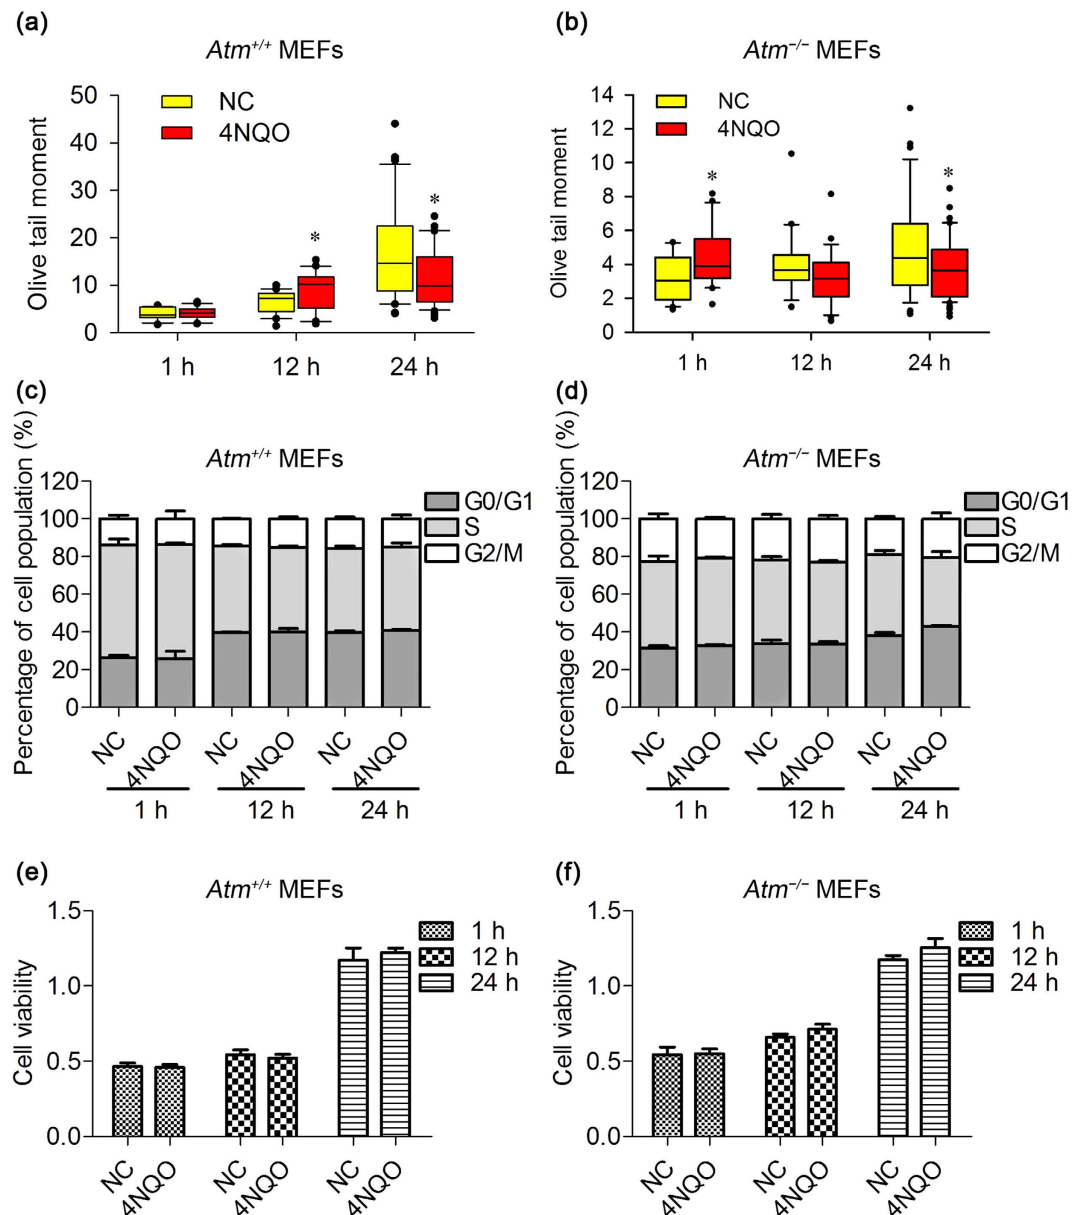 (a)
Atm+/+ MEFs
NC
4NQO
Olive tail moment
50
40
30
20
10
0
1 h
12 h
24 h
*
*
(b)
Atm−/− MEFs
NC
4NQO
Olive tail moment
14
12
10
8
6
4
2
0
1 h
12 h
24 h
*
*
(c)
Atm+/+ MEFs
Percentage of cell population (%)
120
100
80
60
40
20
0
G0/G1
S
G2/M
NC
4NQO
NC
4NQO
NC
4NQO
1 h
12 h
24 h
(d)
Atm−/− MEFs
Percentage of cell population (%)
120
100
80
60
40
20
0
G0/G1
S
G2/M
NC
4NQO
NC
4NQO
NC
4NQO
1 h
12 h
24 h
(e)
Atm+/+ MEFs
Cell viability
1.5
1.0
0.5
0.0
1 h
12 h
24 h
NC
4NQO
NC
4NQO
NC
4NQO
(f)
Atm−/− MEFs
Cell viability
1.5
1.0
0.5
0.0
1 h
12 h
24 h
NC
4NQO
NC
4NQO
NC
4NQO